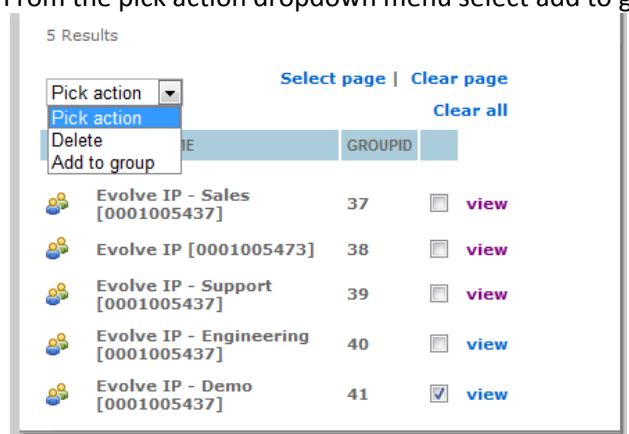 From the pick action dropdown menu select add to g
5 Results
Pick action
Select page | Clear page
Pick action
Clear all
Delete
ME GROUPID
Add to group
Evolve IP - Sales
[0001005437] 37 view
Evolve IP [0001005473] 38 view
Evolve IP - Support
[0001005437] 39 view
Evolve IP - Engineering
[0001005437] 40 view
Evolve IP - Demo
[0001005437] 41 view